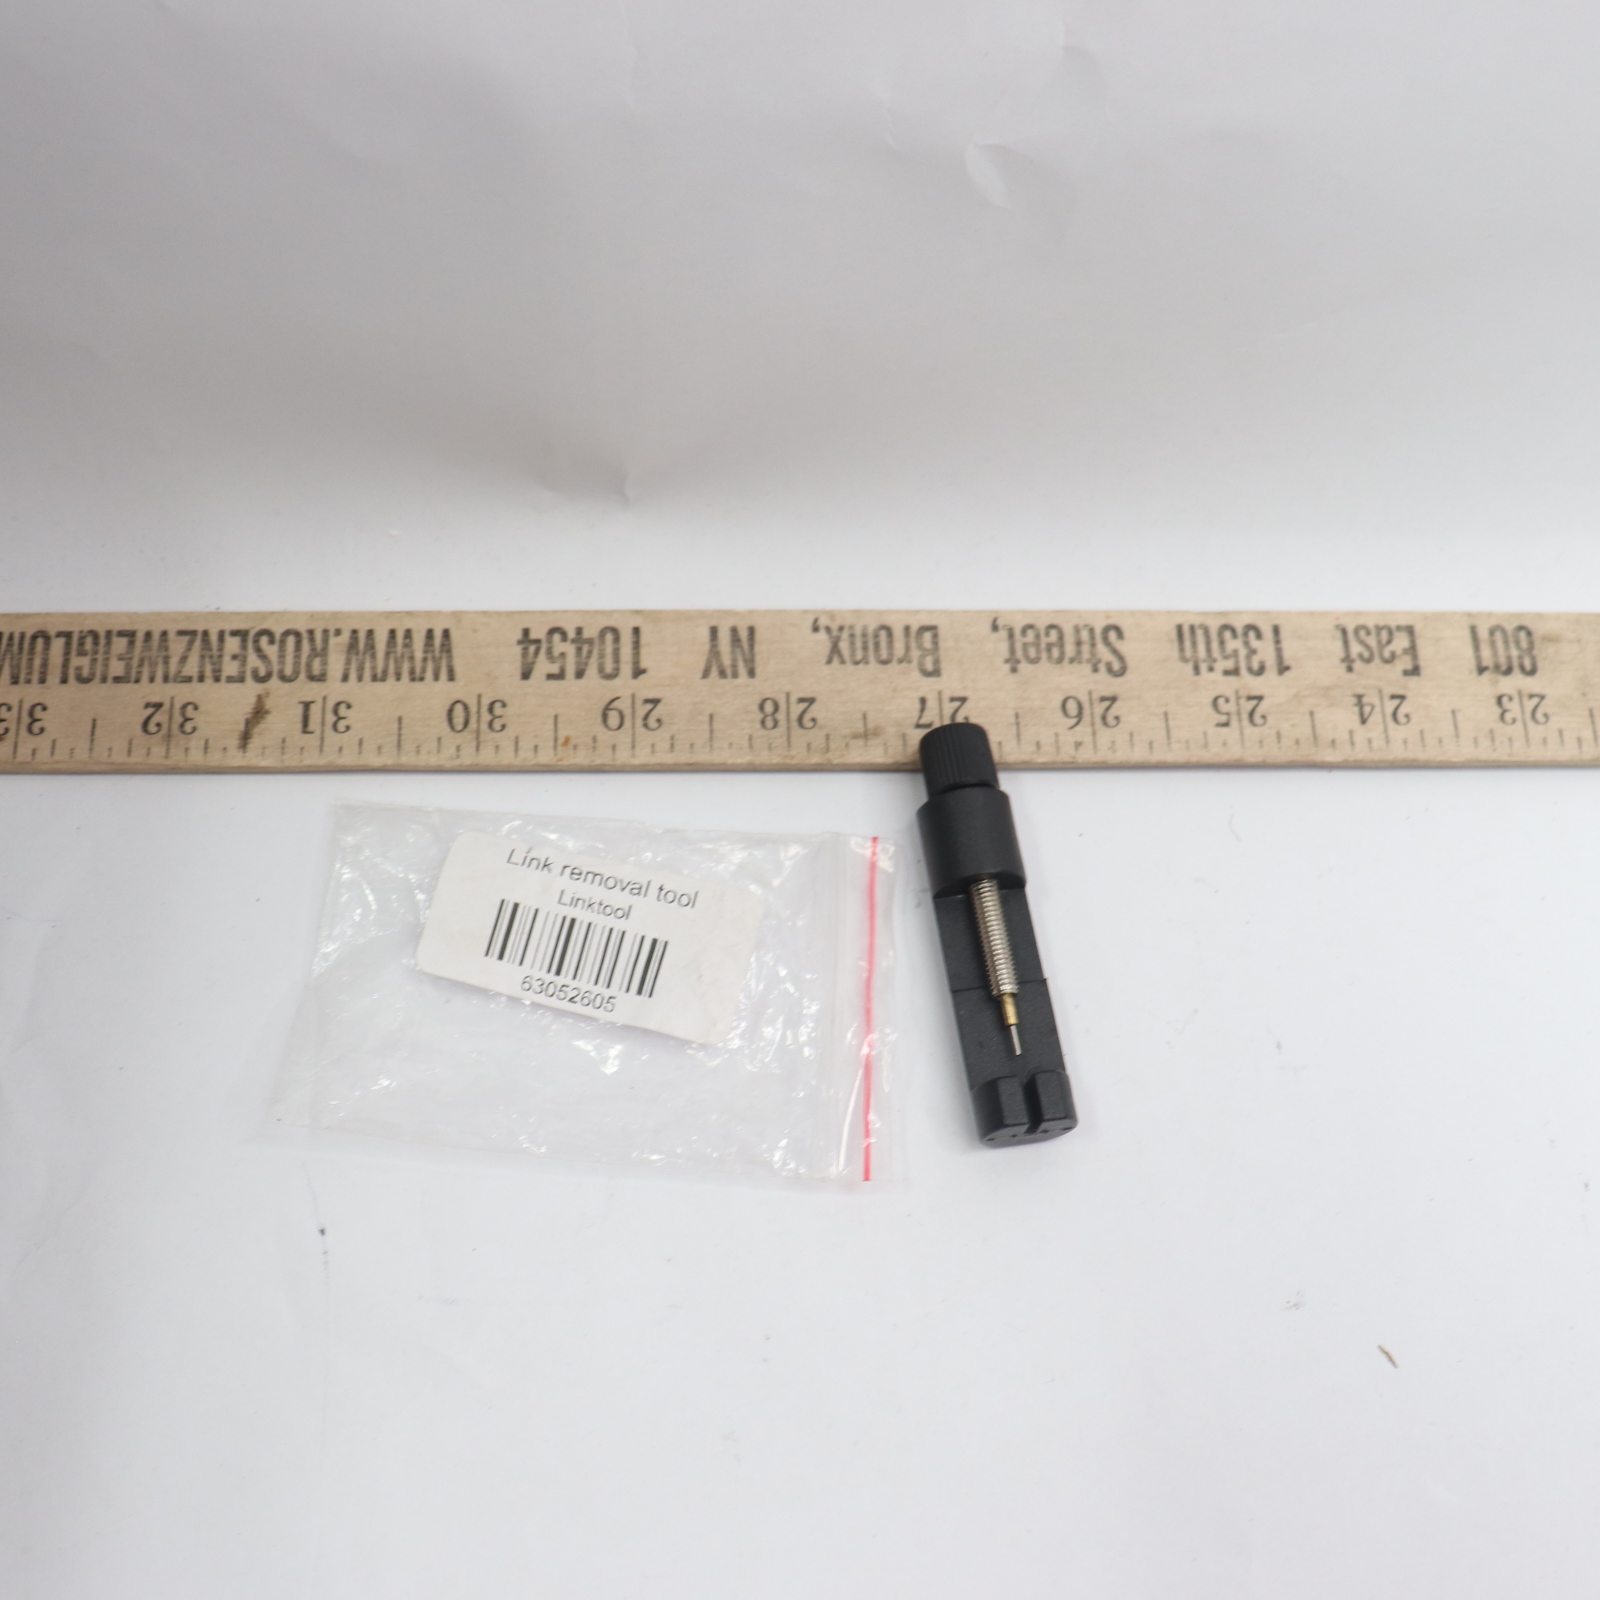 801 East 135th Street, Bronx, NY 10454 WWW.ROSENZWEIGLUM
23 24 25 26 27 28 29 30 31 32 33
Link removal tool
Linktool
63052605